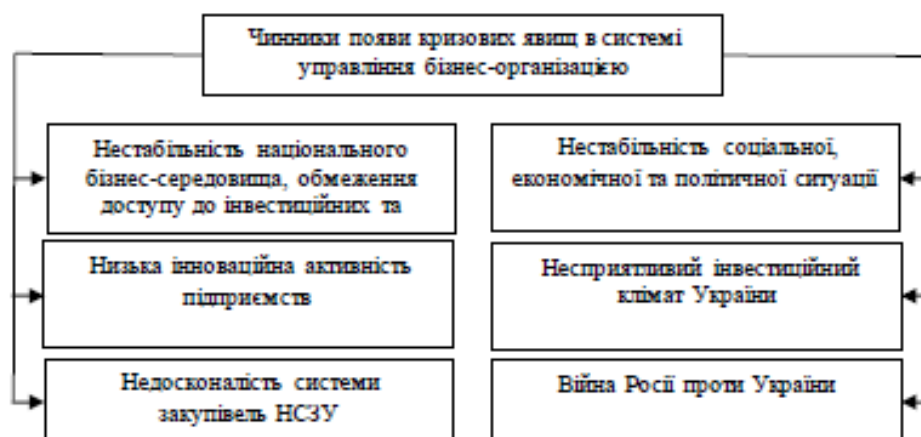 Чинники появи кризових явищ в системі
управління бізнес-організацією
Нестабільність національного
бізнес-середовища, обмеження
доступу до інвестиційних та
Нестабільність соціальної,
економічної та політичної ситуації
Низька інноваційна активність
підприємств
Несприятливий інвестиційний
клімат України
Недосконалість системи
закупівель НСЗУ
Війна Росії проти України